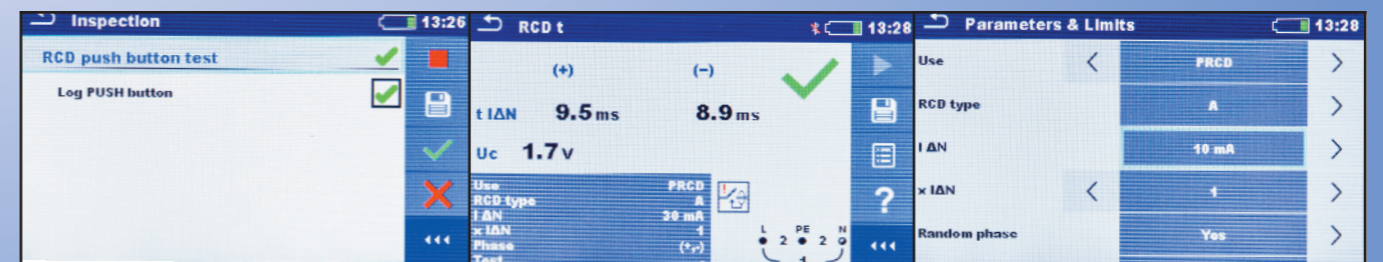 Inspection 13:26
RCD push button test
Log PUSH button
RCD t 13:28
(+) (-)
t IΔN 9.5 ms 8.9 ms
Uc 1.7 V
Use PRCD
RCD type A
I ΔN 30 mA
x IΔN 1
Phase (+,-)
Test
L PE N
2 2
1
?
Parameters & Limits 13:28
Use PRCD
RCD type A
I ΔN 10 mA
x IΔN 1
Random phase Yes